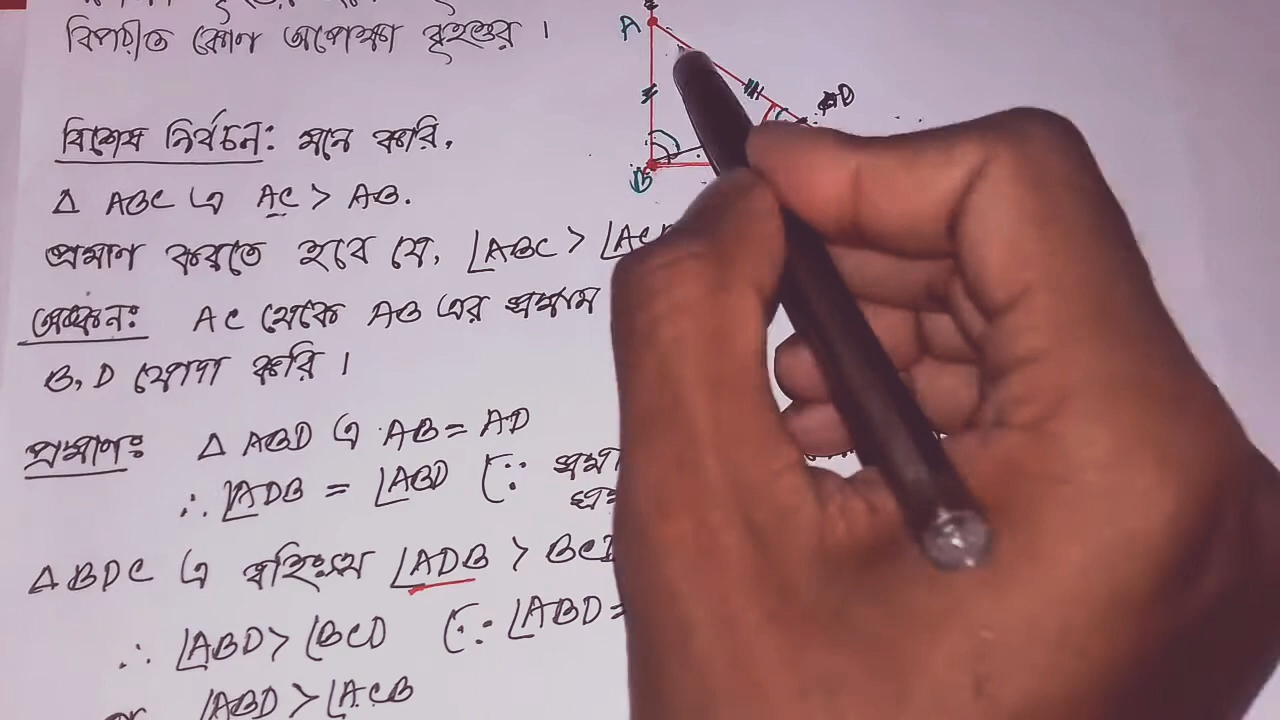 বিপরীত কোণ অপেক্ষা বৃহত্তর ।
বিশেষ নির্বচন: মনে করি,
Δ ABC এ AC > AB.
প্রমাণ করতে হবে যে, ∠ABC > ∠AC
অঙ্কন: AC থেকে AB এর সমান
B, D যোগ করি ।
প্রমাণ: Δ ABD এ AB = AD
∴ ∠ADB = ∠ABD (∵
Δ BDC এ বহিঃস্থ ∠ADB > BCD
∴ ∠ABD > ∠BCD (∵ ∠ABD =
∠ABD > ∠ACB
A
D
B